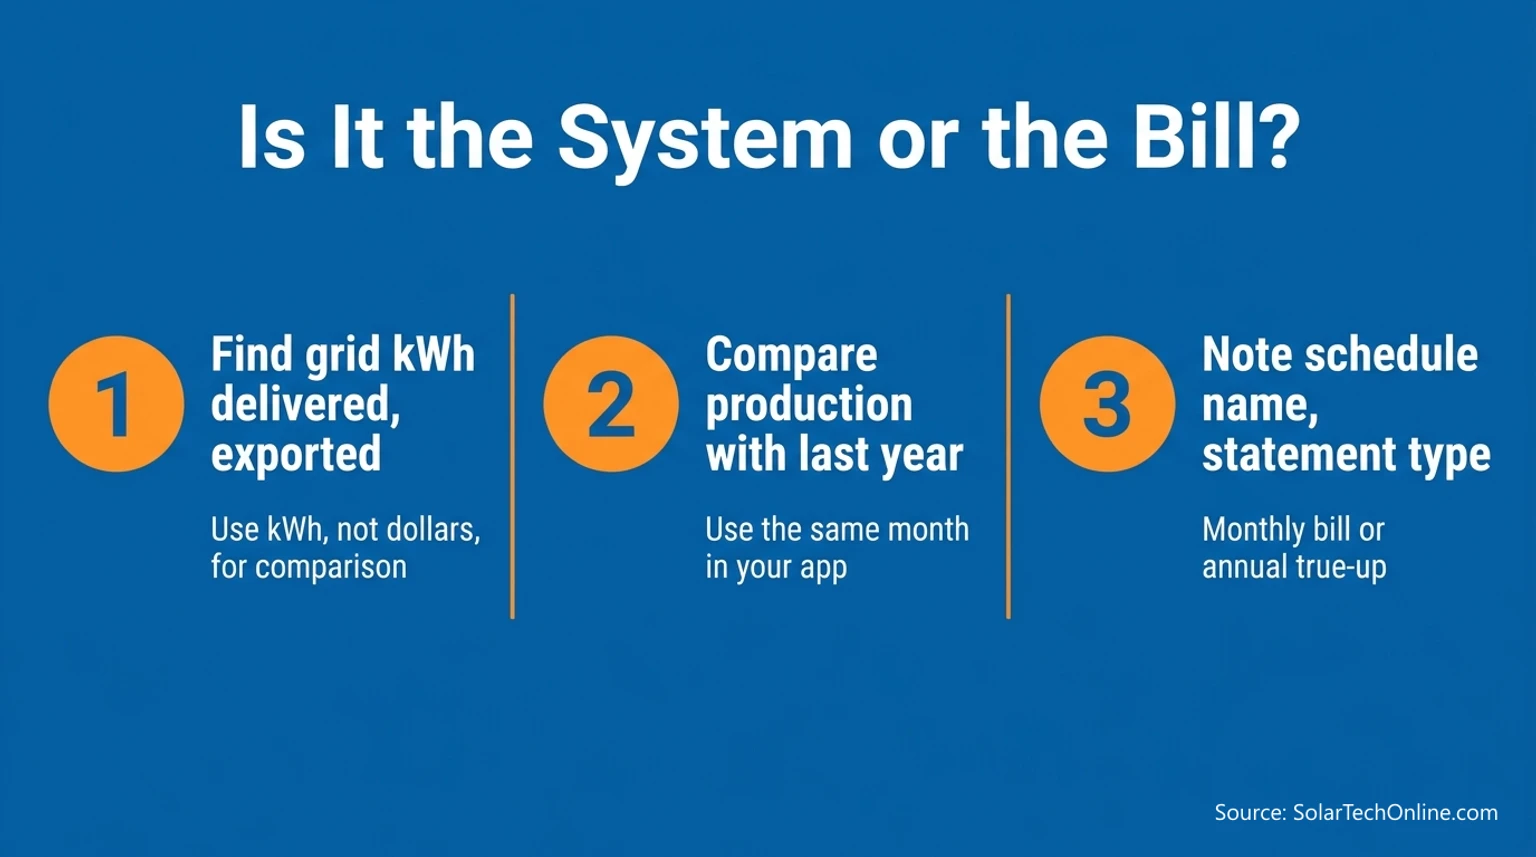 Is It the System or the Bill?
1
Find grid kWh
delivered,
exported
Use kWh, not dollars,
for comparison
2
Compare
production
with last year
Use the same month
in your app
3
Note schedule
name,
statement type
Monthly bill or
annual true-up
Source: SolarTechOnline.com